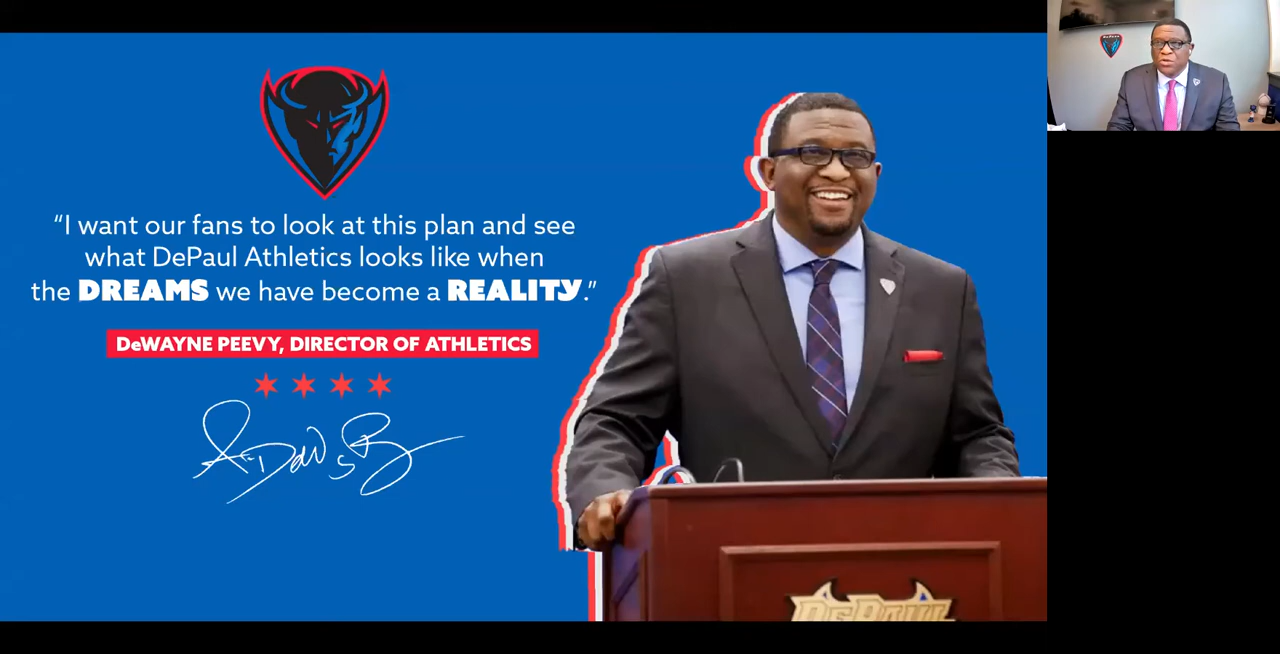 “I want our fans to look at this plan and see
what DePaul Athletics looks like when
the DREAMS we have become a REALITY.”
DeWAYNE PEEVY, DIRECTOR OF ATHLETICS
DEPAUL